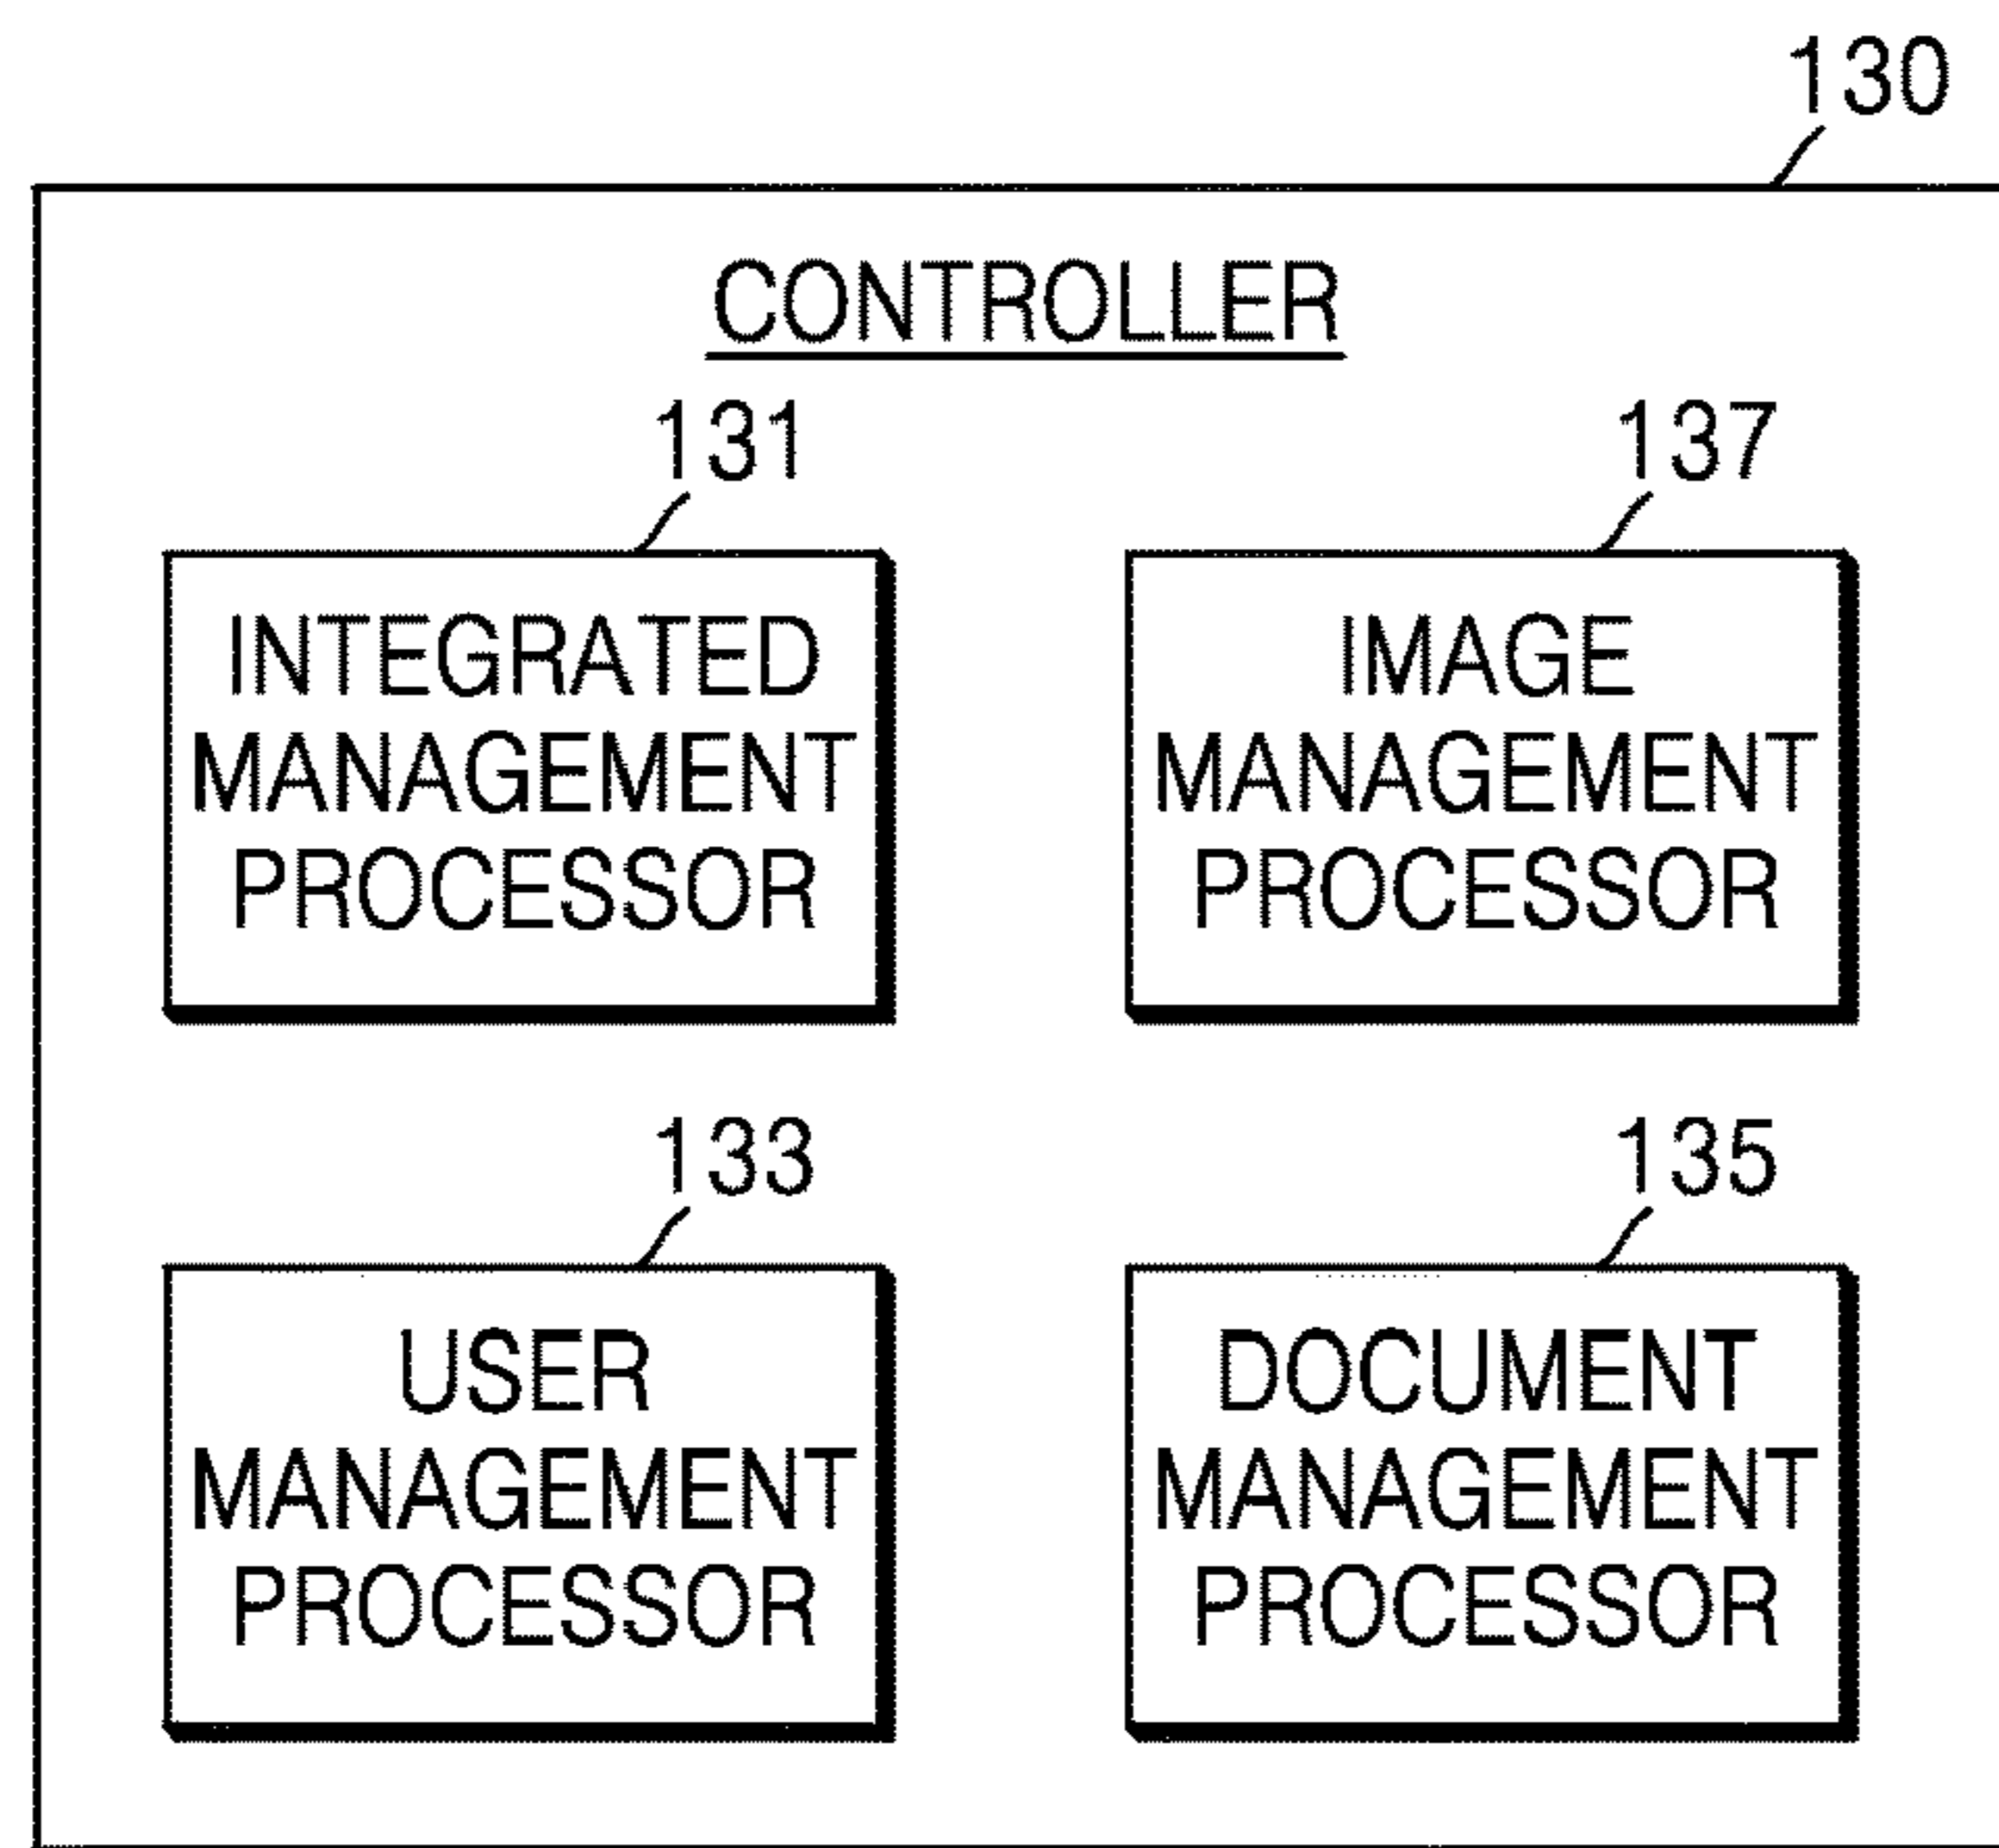 130
CONTROLLER
131
INTEGRATED
MANAGEMENT
PROCESSOR
137
IMAGE
MANAGEMENT
PROCESSOR
133
USER
MANAGEMENT
PROCESSOR
135
DOCUMENT
MANAGEMENT
PROCESSOR